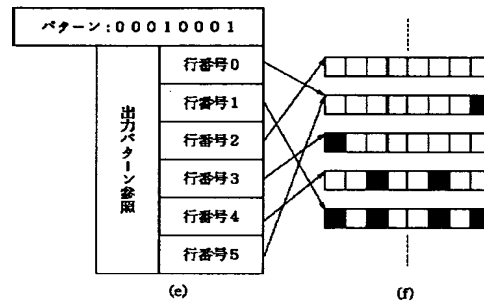 パターン:00010001
出力パターン参照
行番号0
行番号1
行番号2
行番号3
行番号4
行番号5
(e)
(f)